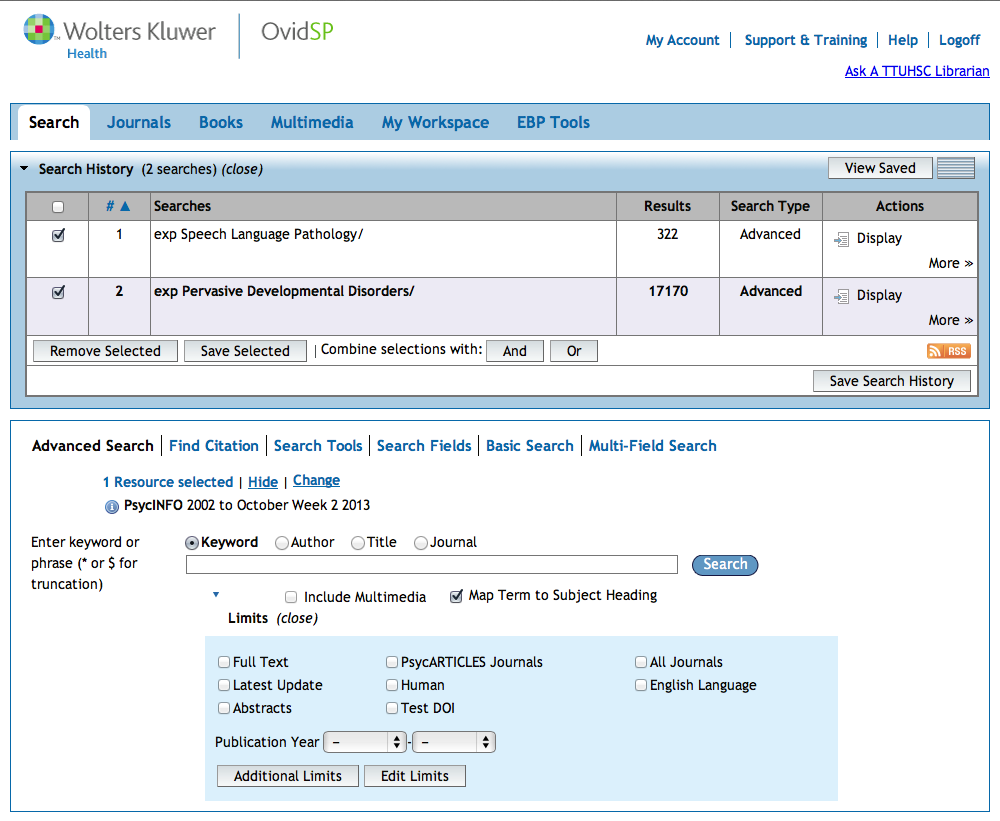 Wolters Kluwer
Health
OvidSP
My Account | Support & Training | Help | Logoff
Ask A TTUHSC Librarian
Search Journals Books Multimedia My Workspace EBP Tools
Search History (2 searches) (close) View Saved
# ▲ Searches Results Search Type Actions
1 exp Speech Language Pathology/ 322 Advanced Display
More »
2 exp Pervasive Developmental Disorders/ 17170 Advanced Display
More »
Remove Selected Save Selected | Combine selections with: And Or RSS
Save Search History
Advanced Search | Find Citation | Search Tools | Search Fields | Basic Search | Multi-Field Search
1 Resource selected | Hide | Change
PsycINFO 2002 to October Week 2 2013
Enter keyword or phrase (* or $ for truncation)
Keyword Author Title Journal
Search
Include Multimedia Map Term to Subject Heading
Limits (close)
Full Text PsycARTICLES Journals All Journals
Latest Update Human English Language
Abstracts Test DOI
Publication Year – - –
Additional Limits Edit Limits